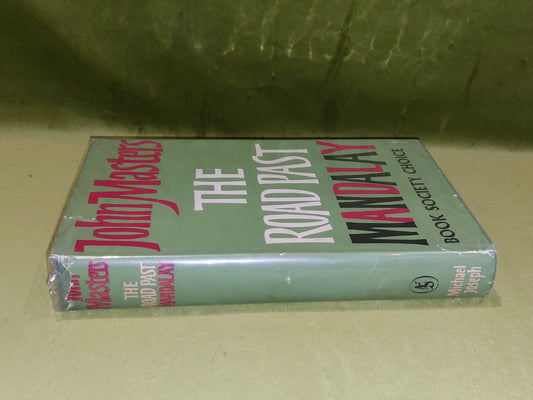 John Masters
THE
ROAD PAST
MANDALAY
BOOK SOCIETY CHOICE
John
Masters
THE
ROAD PAST
MANDALAY
Michael
Joseph